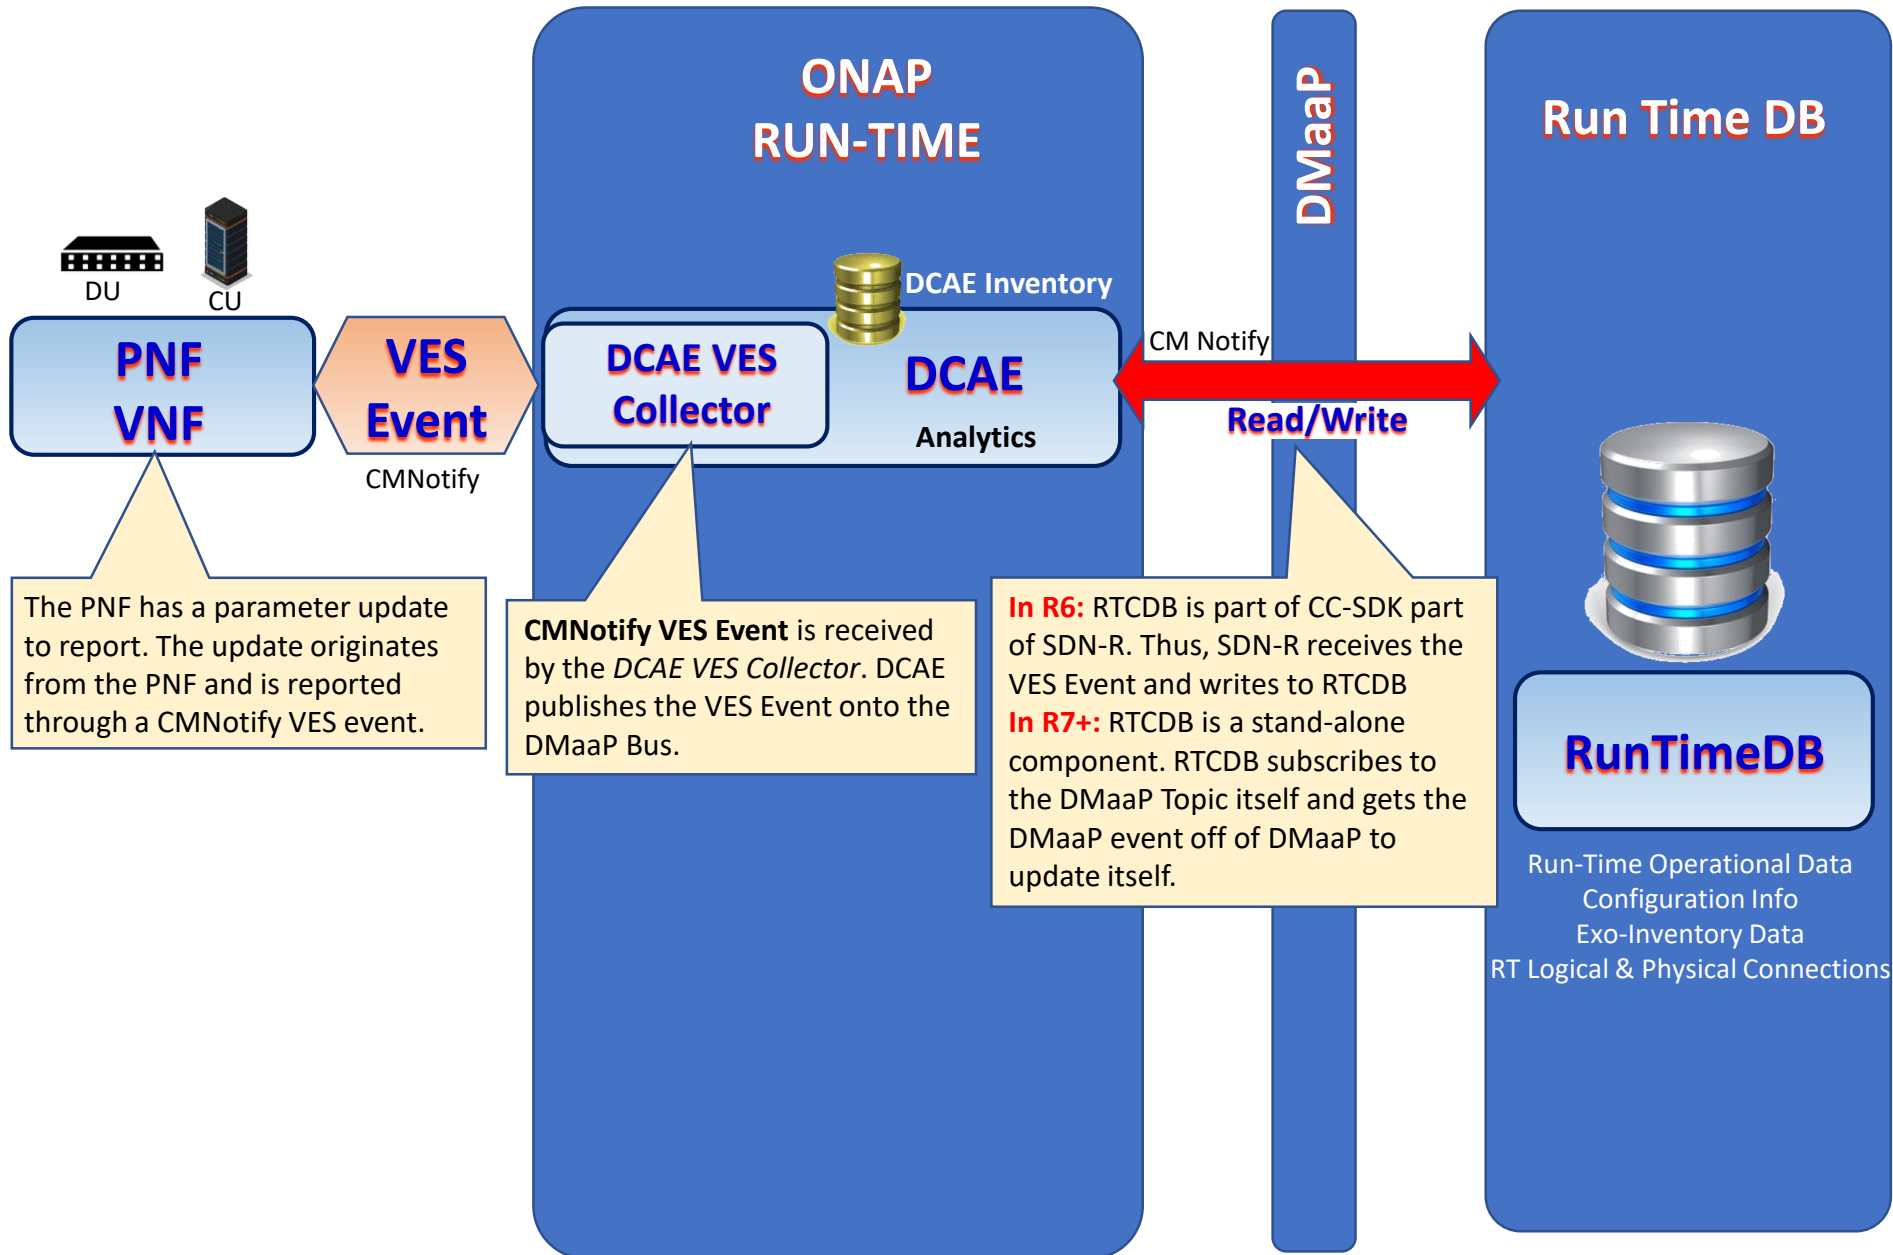 ONAP
RUN-TIME
DMaaP
Run Time DB
DU
CU
PNF
VNF
VES
Event
CMNotify
DCAE Inventory
DCAE VES
Collector
DCAE
Analytics
CM Notify
Read/Write
The PNF has a parameter update
to report. The update originates
from the PNF and is reported
through a CMNotify VES event.
CMNotify VES Event is received
by the DCAE VES Collector. DCAE
publishes the VES Event onto the
DMaaP Bus.
In R6: RTCDB is part of CC-SDK part
of SDN-R. Thus, SDN-R receives the
VES Event and writes to RTCDB
In R7+: RTCDB is a stand-alone
component. RTCDB subscribes to
the DMaaP Topic itself and gets the
DMaaP event off of DMaaP to
update itself.
RunTimeDB
Run-Time Operational Data
Configuration Info
Exo-Inventory Data
RT Logical & Physical Connections